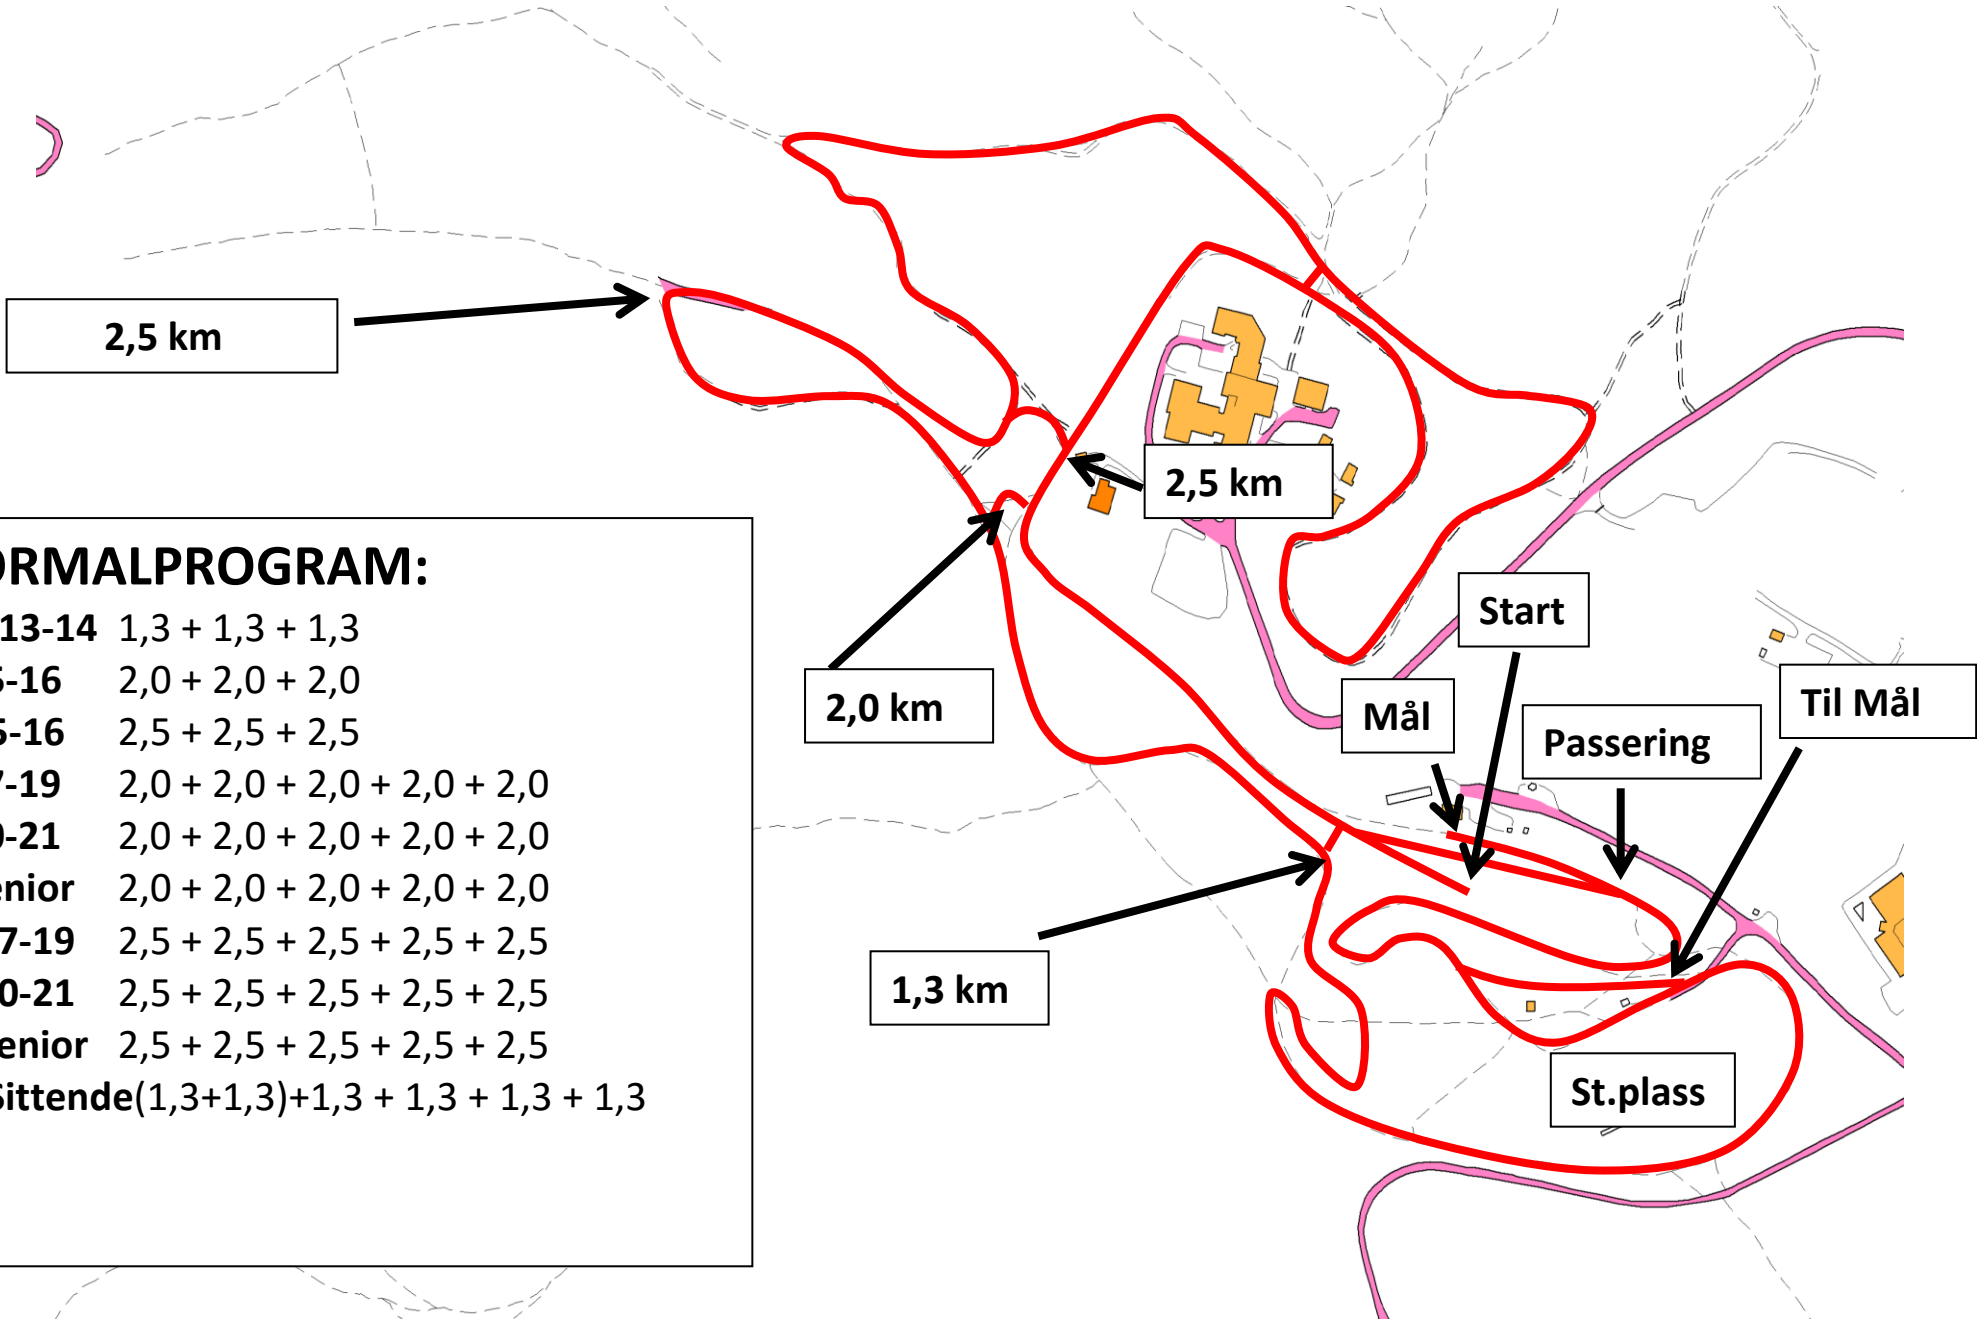 2,5 km
2,5 km
ORMALPROGRAM:
13-14 1,3 + 1,3 + 1,3
5-16 2,0 + 2,0 + 2,0
5-16 2,5 + 2,5 + 2,5
7-19 2,0 + 2,0 + 2,0 + 2,0 + 2,0
0-21 2,0 + 2,0 + 2,0 + 2,0 + 2,0
enior 2,0 + 2,0 + 2,0 + 2,0 + 2,0
7-19 2,5 + 2,5 + 2,5 + 2,5 + 2,5
0-21 2,5 + 2,5 + 2,5 + 2,5 + 2,5
enior 2,5 + 2,5 + 2,5 + 2,5 + 2,5
Sittende(1,3+1,3)+1,3 + 1,3 + 1,3 + 1,3
Start
2,0 km
Mål
Passering
Til Mål
1,3 km
St.plass